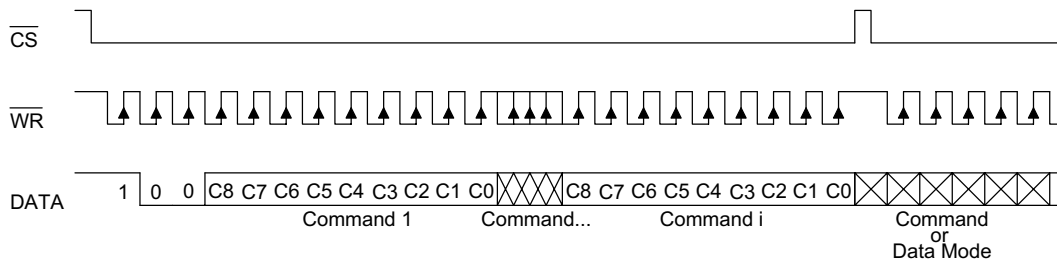 CS
WR
DATA
1 0 0 C8 C7 C6 C5 C4 C3 C2 C1 C0 C8 C7 C6 C5 C4 C3 C2 C1 C0
Command 1
Command...
Command i
Command
or
Data Mode